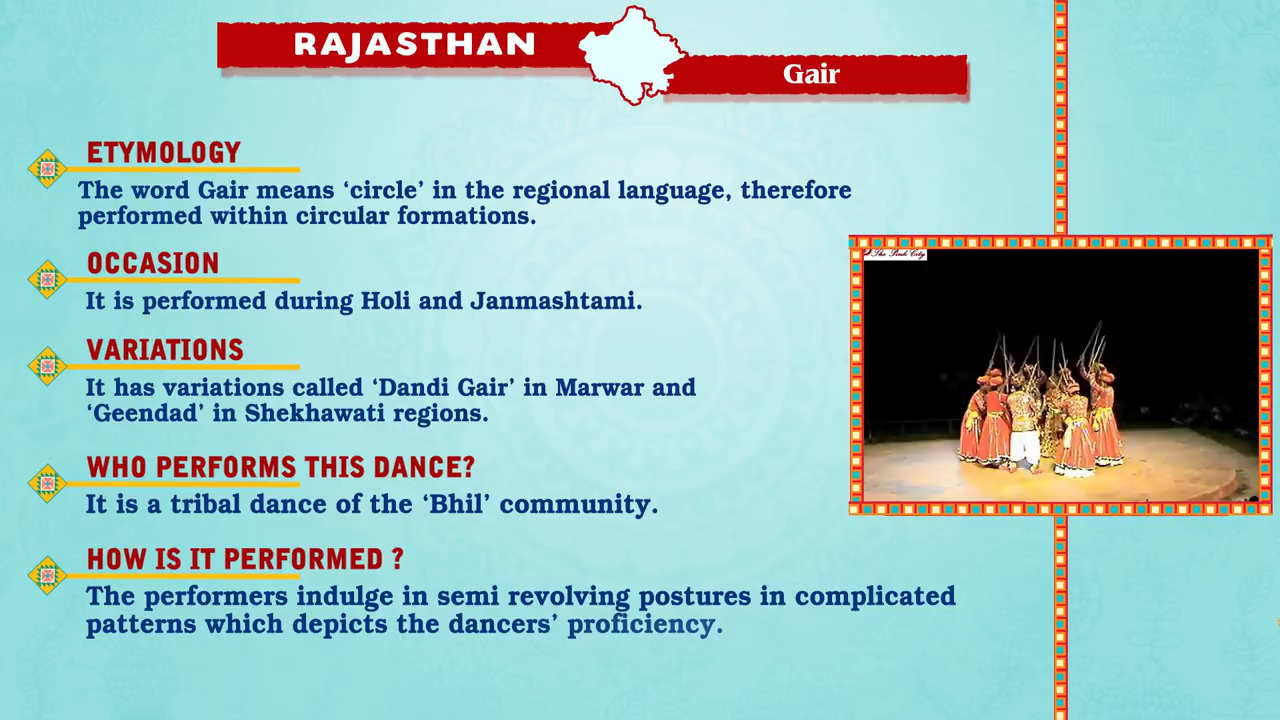 RAJASTHAN
Gair
ETYMOLOGY
The word Gair means ‘circle’ in the regional language, therefore
performed within circular formations.
OCCASION
It is performed during Holi and Janmashtami.
The Pink City
VARIATIONS
It has variations called ‘Dandi Gair’ in Marwar and
‘Geendad’ in Shekhawati regions.
WHO PERFORMS THIS DANCE?
It is a tribal dance of the ‘Bhil’ community.
HOW IS IT PERFORMED ?
The performers indulge in semi revolving postures in complicated
patterns which depicts the dancers’ proficiency.